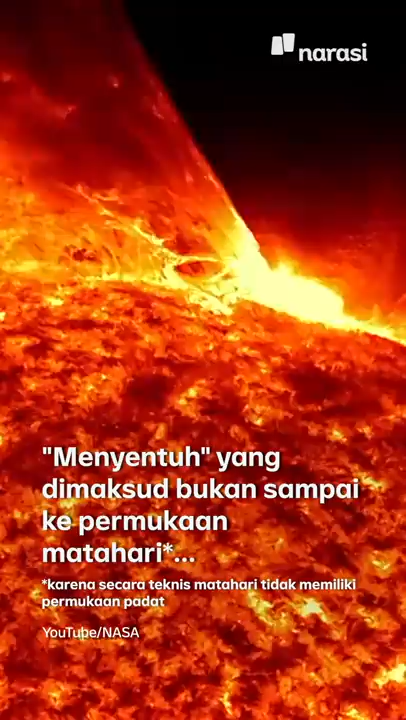 narasi
"Menyentuh" yang
dimaksud bukan sampai
ke permukaan
matahari*...
*karena secara teknis matahari tidak memiliki
permukaan padat
YouTube/NASA